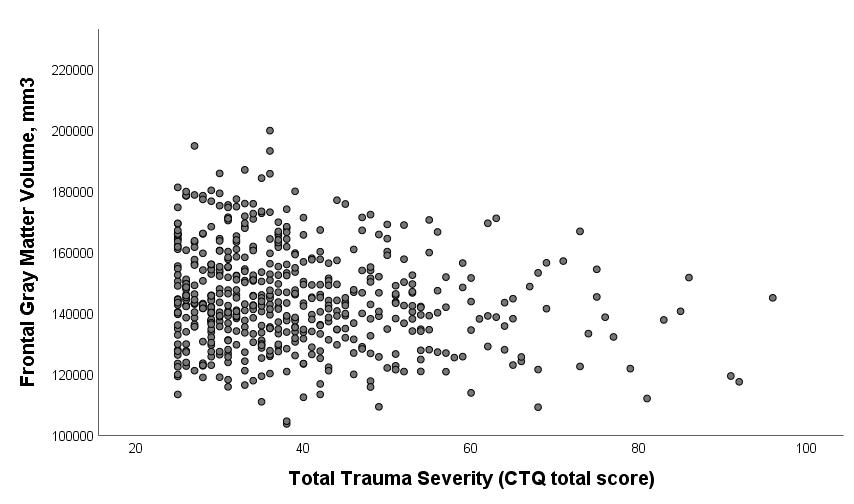 Frontal Gray Matter Volume, mm3
220000
200000
180000
160000
140000
120000
100000
20 40 60 80 100
Total Trauma Severity (CTQ total score)